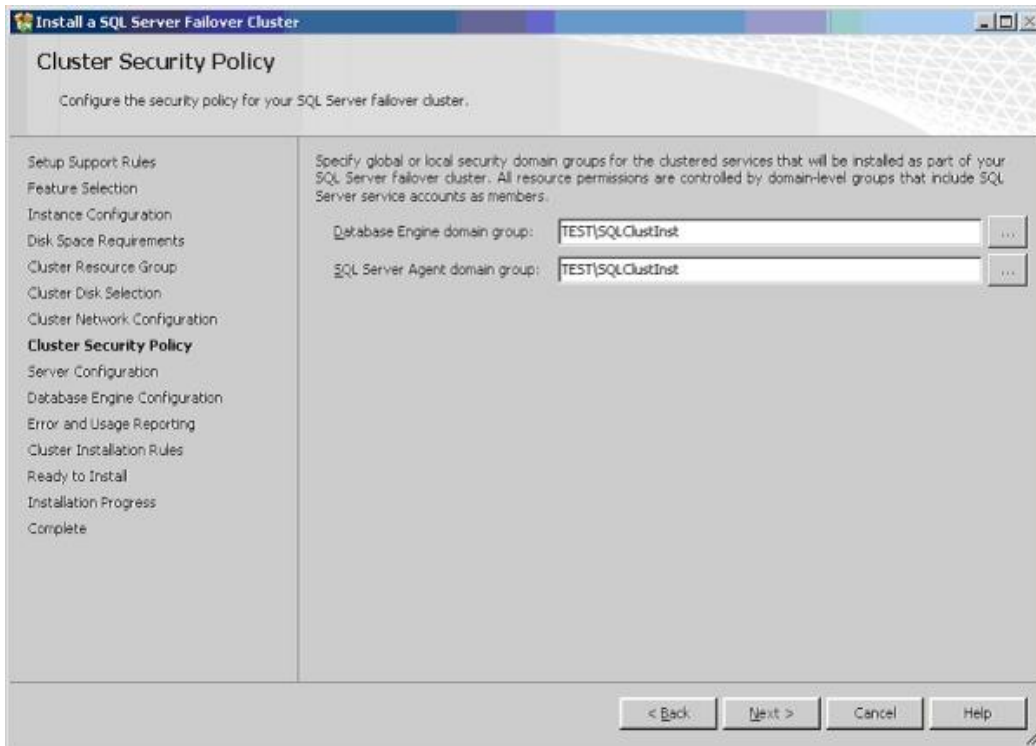 Install a SQL Server Failover Cluster
Cluster Security Policy
Configure the security policy for your SQL Server failover cluster.
Setup Support Rules
Feature Selection
Instance Configuration
Disk Space Requirements
Cluster Resource Group
Cluster Disk Selection
Cluster Network Configuration
Cluster Security Policy
Server Configuration
Database Engine Configuration
Error and Usage Reporting
Cluster Installation Rules
Ready to Install
Installation Progress
Complete
Specify global or local security domain groups for the clustered services that will be installed as part of your
SQL Server failover cluster. All resource permissions are controlled by domain-level groups that include SQL
Server service accounts as members.
Database Engine domain group: TEST\SQLClustInst ...
SQL Server Agent domain group: TEST\SQLClustInst ...
< Back Next > Cancel Help